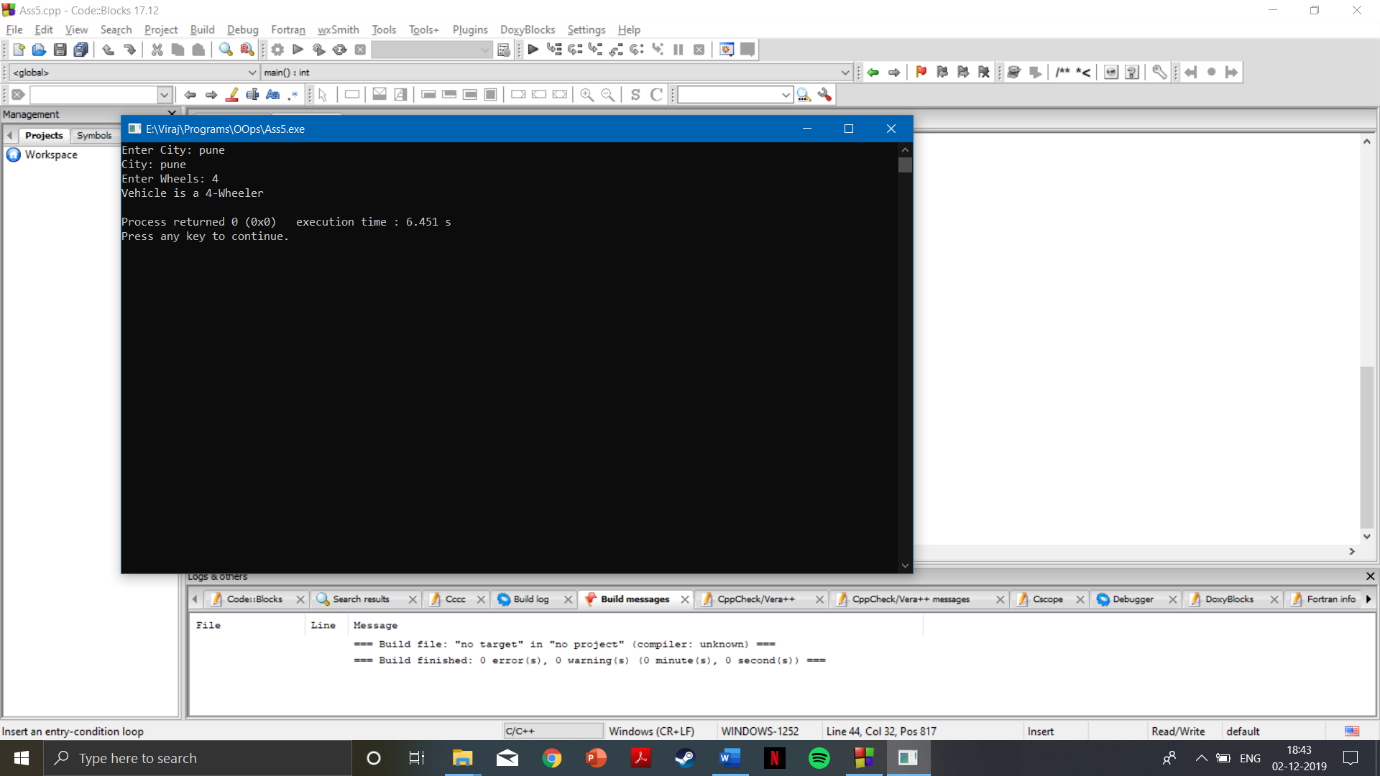 Ass5.cpp - Code::Blocks 17.12
File Edit View Search Project Build Debug Fortran wxSmith Tools Tools+ Plugins DoxyBlocks Settings Help
<global> main() : int
/** *<
S C
Management
Projects Symbols
Workspace
E:\Viraj\Programs\OOps\Ass5.exe
Enter City: pune
City: pune
Enter Wheels: 4
Vehicle is a 4-Wheeler
Process returned 0 (0x0) execution time : 6.451 s
Press any key to continue.
Logs & others
Code::Blocks Search results Cccc Build log Build messages CppCheck/Vera++ CppCheck/Vera++ messages Cscope Debugger DoxyBlocks Fortran info
File Line Message
=== Build file: "no target" in "no project" (compiler: unknown) ===
=== Build finished: 0 error(s), 0 warning(s) (0 minute(s), 0 second(s)) ===
Insert an entry-condition loop C/C++ Windows (CR+LF) WINDOWS-1252 Line 44, Col 32, Pos 817 Insert Read/Write default
Type here to search
ENG
18:43
02-12-2019